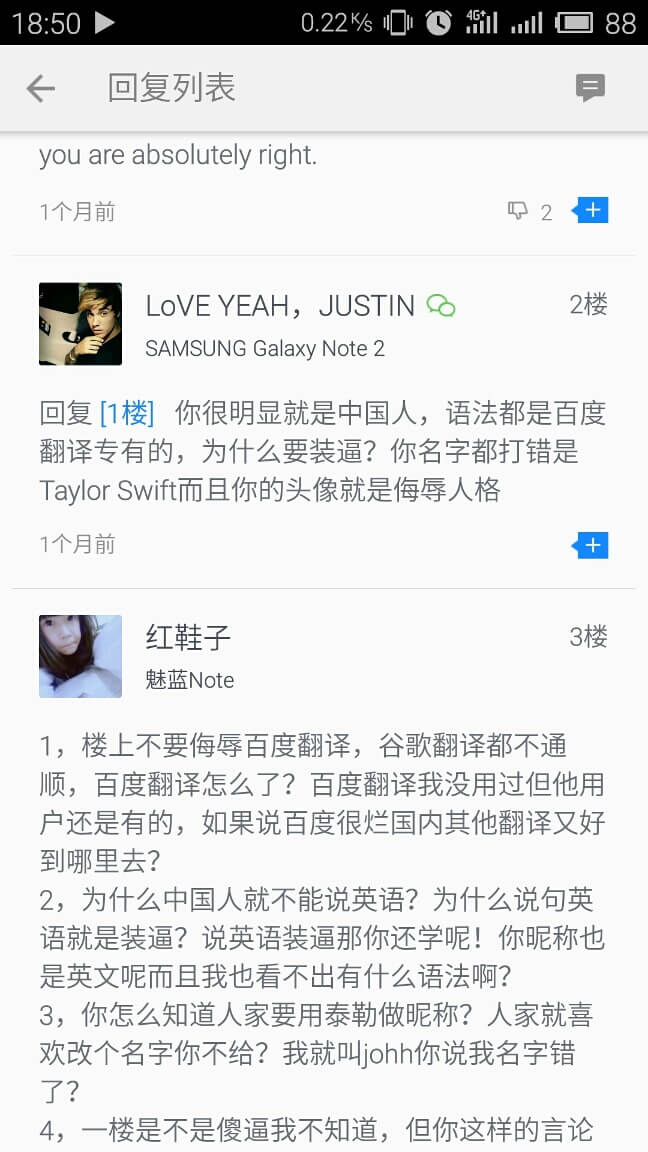 18:50
0.22K/s
4G+
88
回复列表
you are absolutely right.
1个月前
2
LoVE YEAH，JUSTIN
2楼
SAMSUNG Galaxy Note 2
回复 [1楼] 你很明显就是中国人，语法都是百度
翻译专有的，为什么要装逼？你名字都打错是
Taylor Swift而且你的头像就是侮辱人格
1个月前
红鞋子
3楼
魅蓝Note
1，楼上不要侮辱百度翻译，谷歌翻译都不通
顺，百度翻译怎么了？百度翻译我没用过但他用
户还是有的，如果说百度很烂国内其他翻译又好
到哪里去？
2，为什么中国人就不能说英语？为什么说句英
语就是装逼？说英语装逼那你还学呢！你昵称也
是英文呢而且我也看不出有什么语法啊？
3，你怎么知道人家要用泰勒做昵称？人家就喜
欢改个名字你不给？我就叫johh你说我名字错
了？
4，一楼是不是傻逼我不知道，但你这样的言论